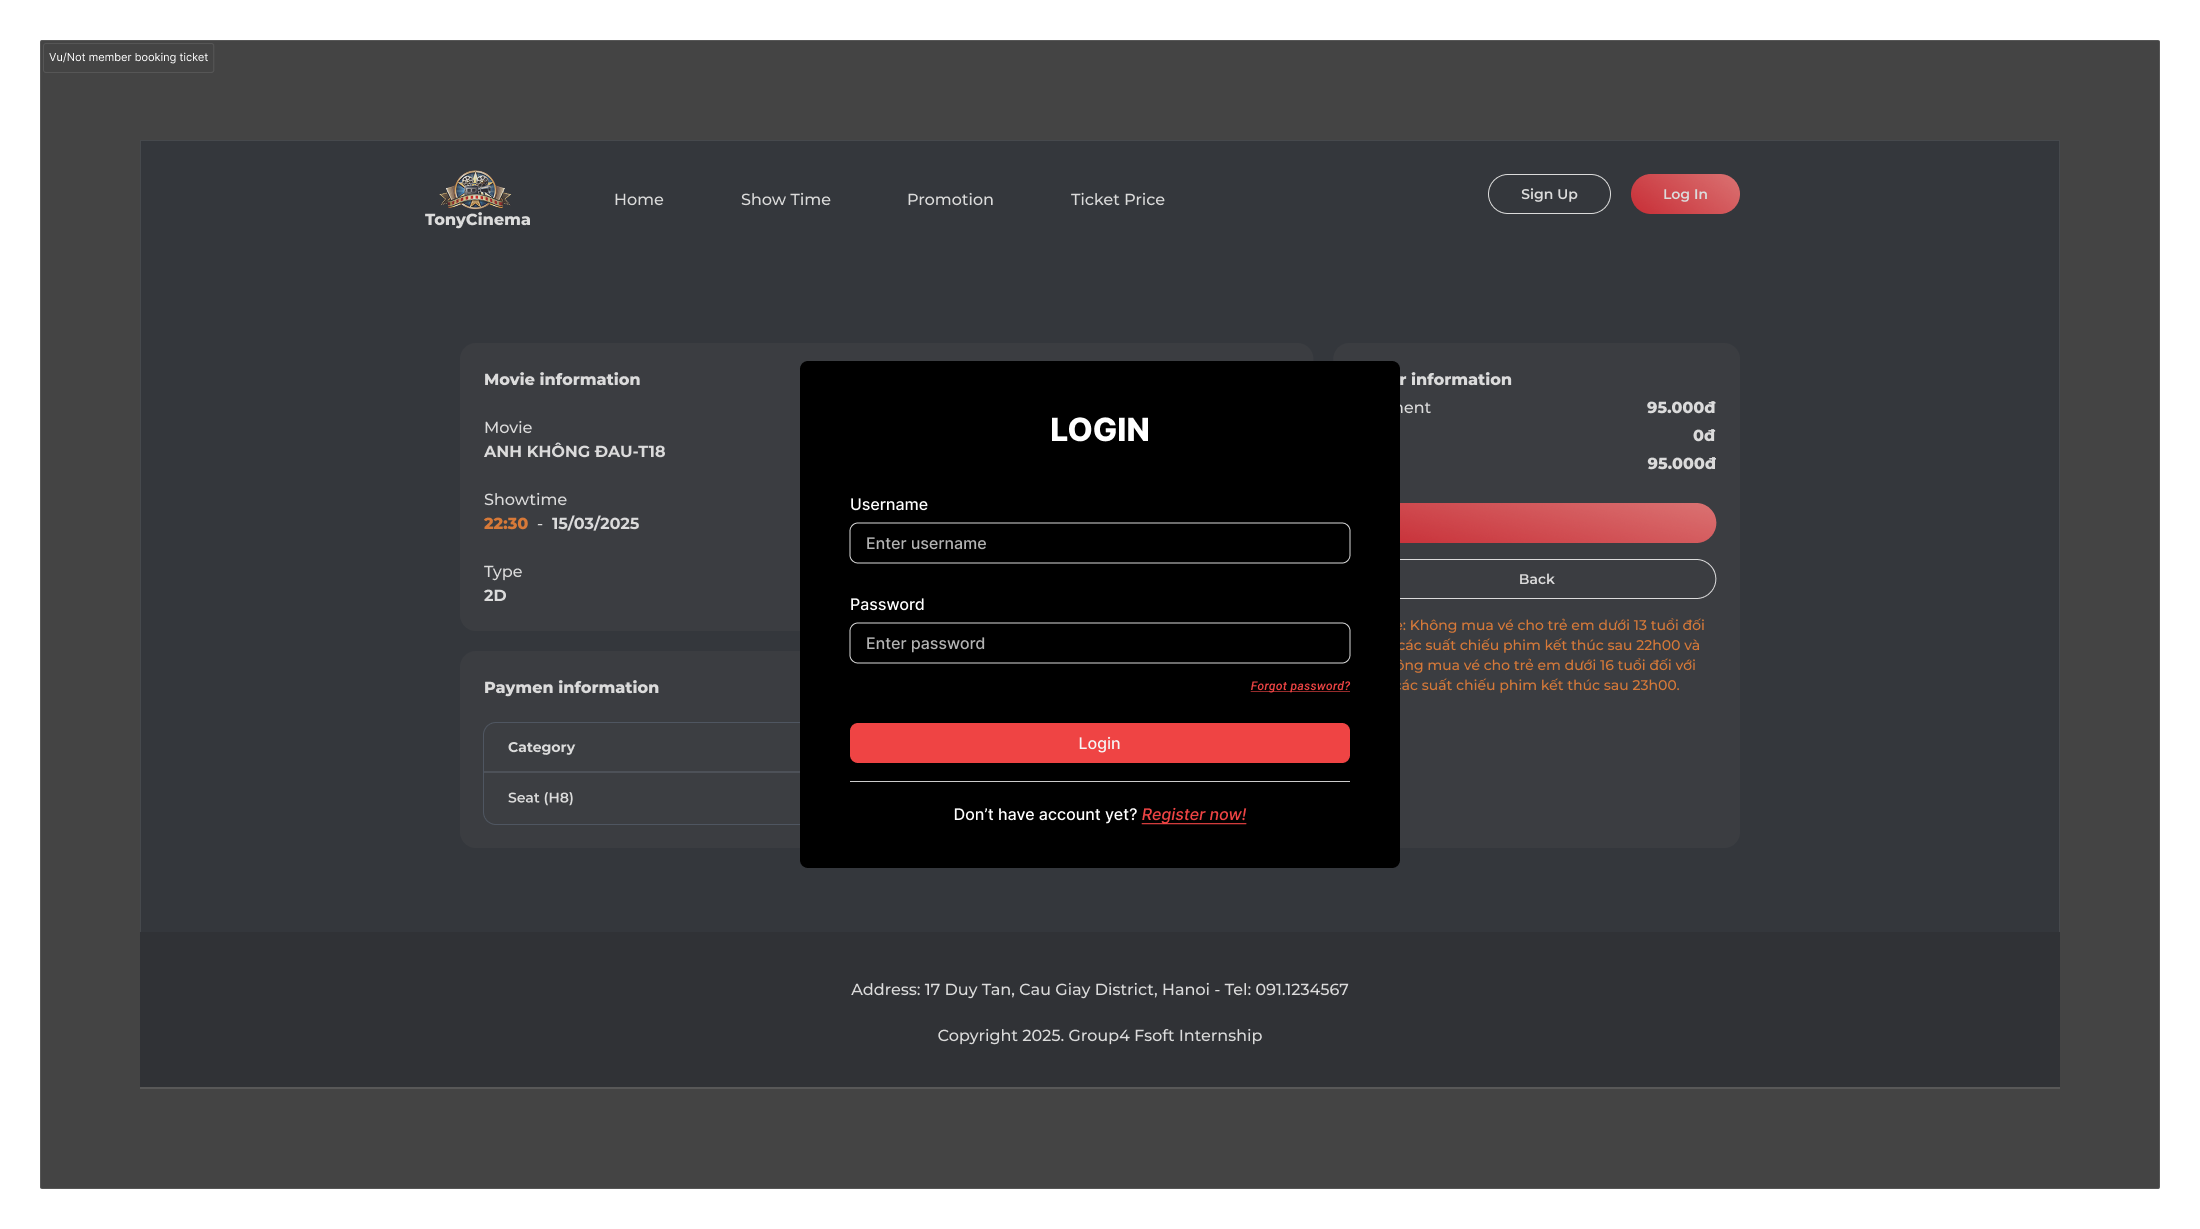 Vu/Not member booking ticket
TonyCinema
Home
Show Time
Promotion
Ticket Price
Sign Up
Log In
Movie information
Movie
ANH KHÔNG ĐAU-T18
Showtime
22:30 - 15/03/2025
Type
2D
Paymen information
Category
Seat (H8)
LOGIN
Username
Enter username
Password
Enter password
Forgot password?
Login
Don’t have account yet? Register now!
information
95.000đ
0đ
95.000đ
Back
Không mua vé cho trẻ em dưới 13 tuổi đối
các suất chiếu phim kết thúc sau 22h00 và
mua vé cho trẻ em dưới 16 tuổi đối với
suất chiếu phim kết thúc sau 23h00.
Address: 17 Duy Tan, Cau Giay District, Hanoi - Tel: 091.1234567
Copyright 2025. Group4 Fsoft Internship